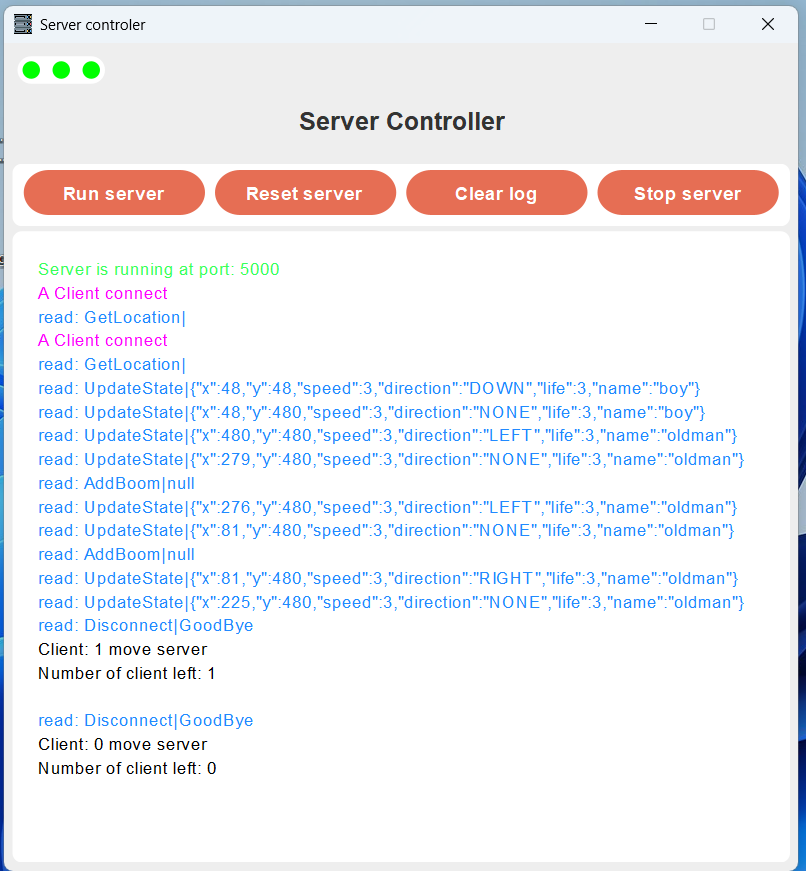 Server controler
Server Controller
Run server
Reset server
Clear log
Stop server
Server is running at port: 5000
A Client connect
read: GetLocation|
A Client connect
read: GetLocation|
read: UpdateState|{"x":48,"y":48,"speed":3,"direction":"DOWN","life":3,"name":"boy"}
read: UpdateState|{"x":48,"y":480,"speed":3,"direction":"NONE","life":3,"name":"boy"}
read: UpdateState|{"x":480,"y":480,"speed":3,"direction":"LEFT","life":3,"name":"oldman"}
read: UpdateState|{"x":279,"y":480,"speed":3,"direction":"NONE","life":3,"name":"oldman"}
read: AddBoom|null
read: UpdateState|{"x":276,"y":480,"speed":3,"direction":"LEFT","life":3,"name":"oldman"}
read: UpdateState|{"x":81,"y":480,"speed":3,"direction":"NONE","life":3,"name":"oldman"}
read: AddBoom|null
read: UpdateState|{"x":81,"y":480,"speed":3,"direction":"RIGHT","life":3,"name":"oldman"}
read: UpdateState|{"x":225,"y":480,"speed":3,"direction":"NONE","life":3,"name":"oldman"}
read: Disconnect|GoodBye
Client: 1 move server
Number of client left: 1
read: Disconnect|GoodBye
Client: 0 move server
Number of client left: 0